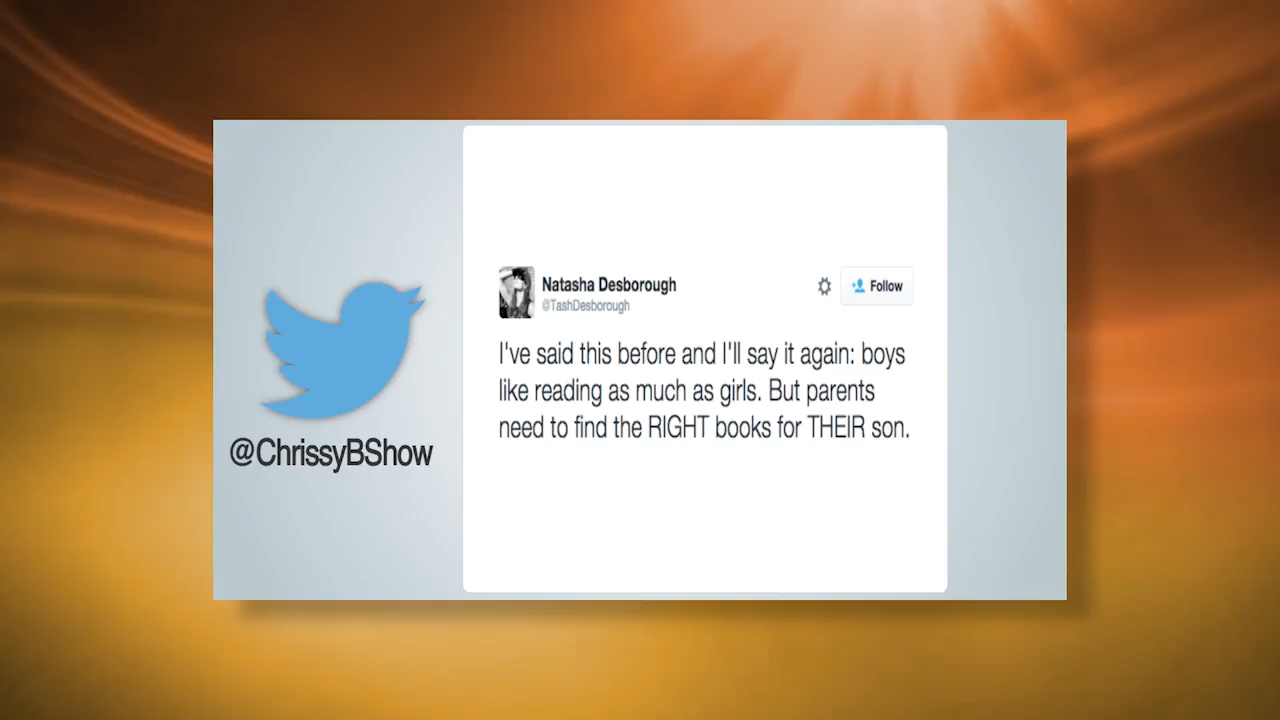 @ChrissyBShow
Natasha Desborough
@TashDesborough
Follow
I've said this before and I'll say it again: boys
like reading as much as girls. But parents
need to find the RIGHT books for THEIR son.